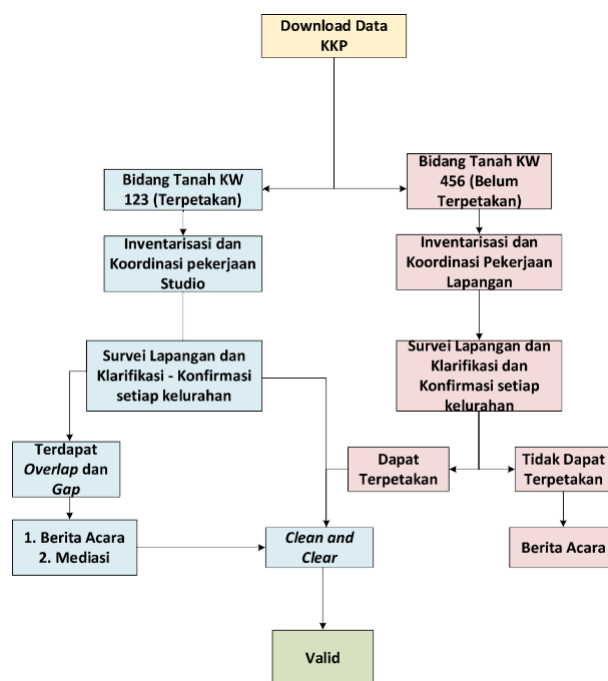 Download Data
KKP
Bidang Tanah KW
123 (Terpetakan)
Bidang Tanah KW
456 (Belum
Terpetakan)
Inventarisasi dan
Koordinasi pekerjaan
Studio
Inventarisasi dan
Koordinasi Pekerjaan
Lapangan
Survei Lapangan dan
Klarifikasi - Konfirmasi
setiap kelurahan
Survei Lapangan dan
Klarifikasi dan
Konfirmasi setiap
kelurahan
Terdapat
Overlap dan
Gap
Dapat
Terpetakan
Tidak Dapat
Terpetakan
1. Berita Acara
2. Mediasi
Clean and
Clear
Berita Acara
Valid